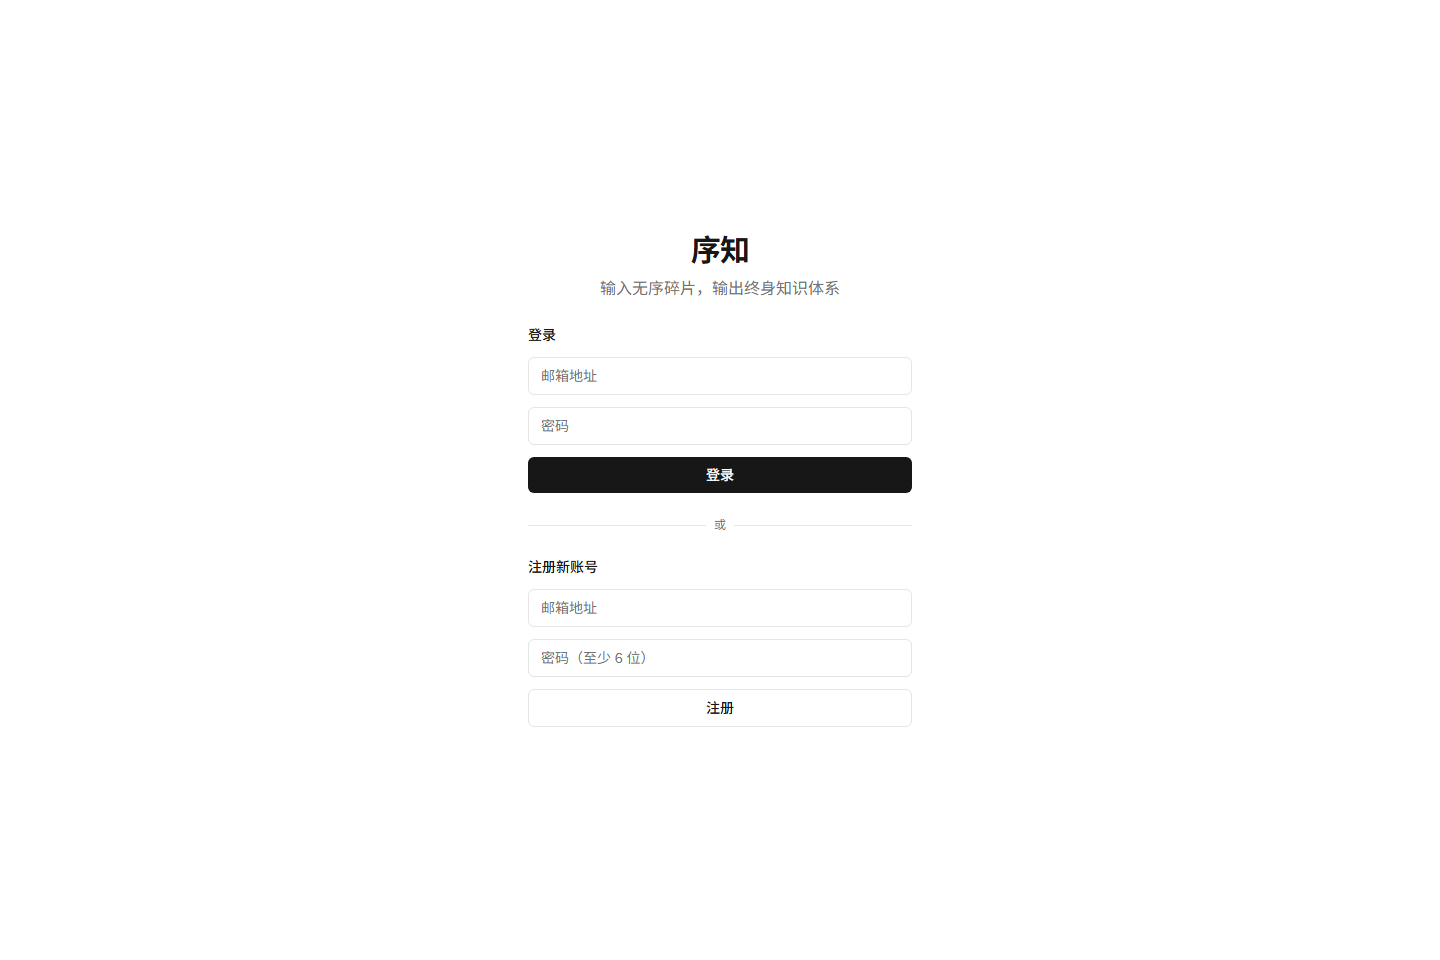 序知
输入无序碎片，输出终身知识体系
登录
邮箱地址
密码
登录
或
注册新账号
邮箱地址
密码（至少 6 位）
注册